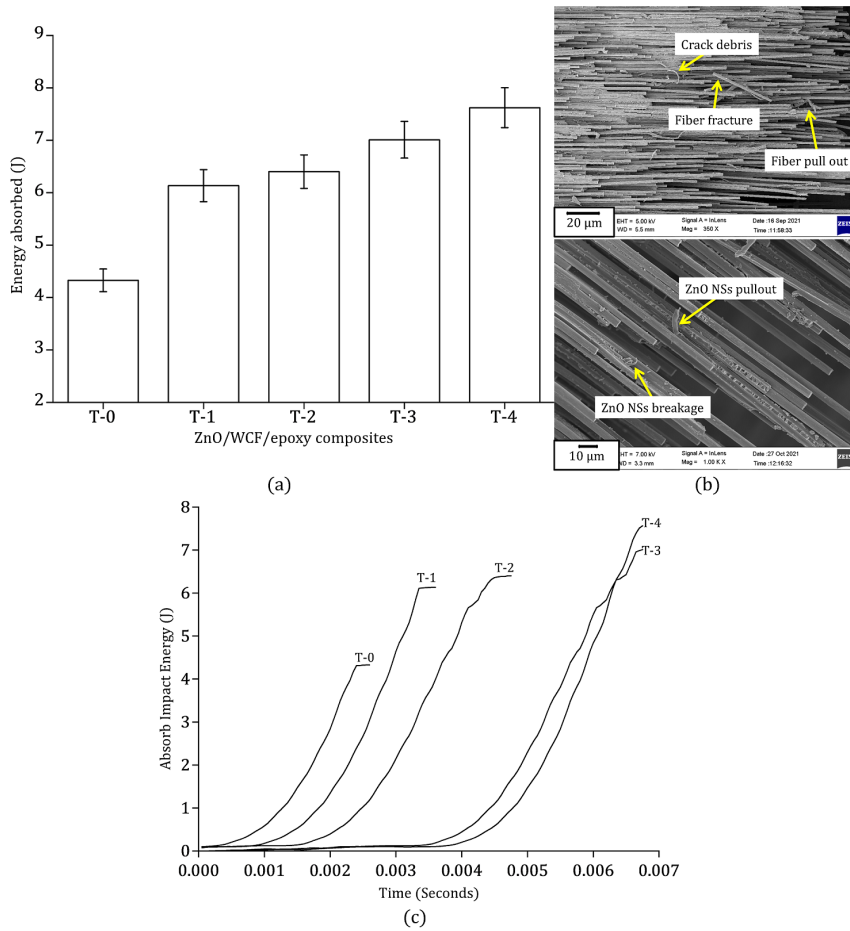 (a)
Energy absorbed (J)
9
8
7
6
5
4
3
2
T-0 T-1 T-2 T-3 T-4
ZnO/WCF/epoxy composites
(b)
Crack debris
Fiber fracture
Fiber pull out
20 μm
EHT = 5.00 kV Signal A = InLens Date :16 Sep 2021
WD = 5.5 mm Mag = 350 X Time :11:58:33
ZnO NSs pullout
ZnO NSs breakage
10 μm
EHT = 7.00 kV Signal A = InLens Date :27 Oct 2021
WD = 3.3 mm Mag = 1.00 K X Time :12:16:32
(c)
Absorb Impact Energy (J)
8
7
6
5
4
3
2
1
0
T-0
T-1
T-2
T-4
T-3
0.000 0.001 0.002 0.003 0.004 0.005 0.006 0.007
Time (Seconds)